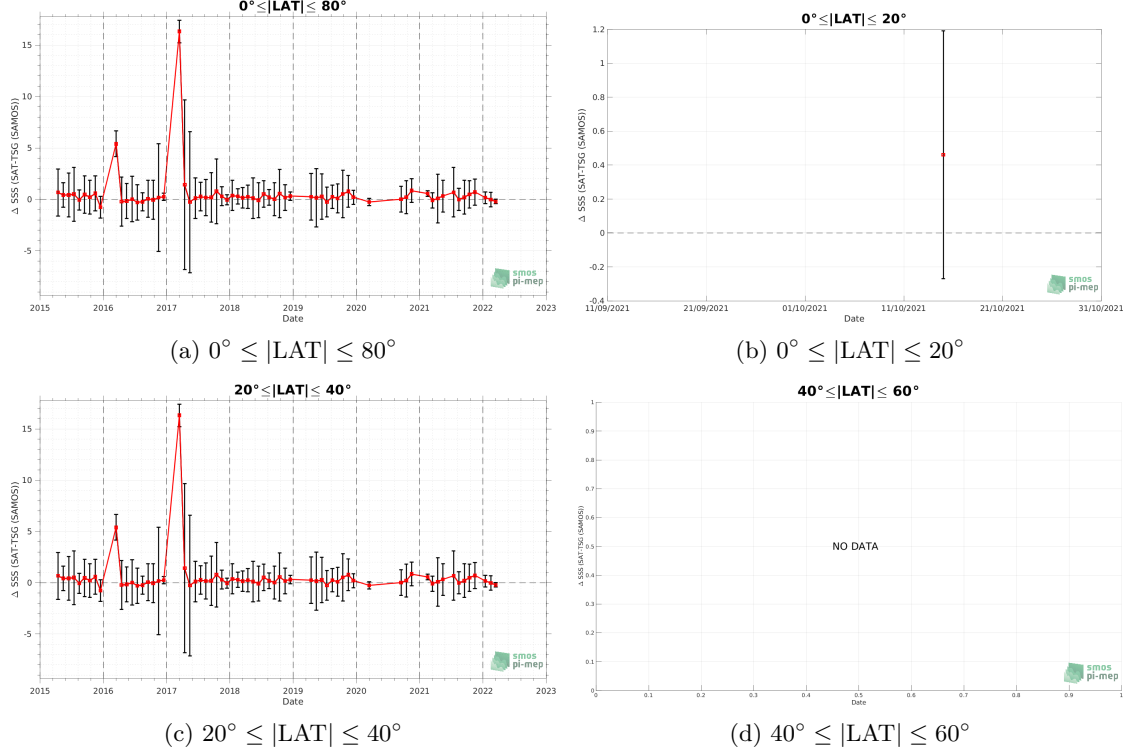 0°≤|LAT|≤ 80°
Δ SSS (SAT-TSG (SAMOS))
15
10
5
0
-5
2015 2016 2017 2018 2019 2020 2021 2022 2023
Date
smos
pi-mep
(a) 0° ≤ |LAT| ≤ 80°
0°≤|LAT|≤ 20°
Δ SSS (SAT-TSG (SAMOS))
1.2
1
0.8
0.6
0.4
0.2
0
-0.2
-0.4
11/09/2021 21/09/2021 01/10/2021 11/10/2021 21/10/2021 31/10/2021
Date
smos
pi-mep
(b) 0° ≤ |LAT| ≤ 20°
20°≤|LAT|≤ 40°
Δ SSS (SAT-TSG (SAMOS))
15
10
5
0
-5
2015 2016 2017 2018 2019 2020 2021 2022 2023
Date
smos
pi-mep
(c) 20° ≤ |LAT| ≤ 40°
40°≤|LAT|≤ 60°
Δ SSS (SAT-TSG (SAMOS))
1
0.9
0.8
0.7
0.6
0.5
0.4
0.3
0.2
0.1
0
NO DATA
0 0.1 0.2 0.3 0.4 0.5 0.6 0.7 0.8 0.9 1
Date
smos
pi-mep
(d) 40° ≤ |LAT| ≤ 60°